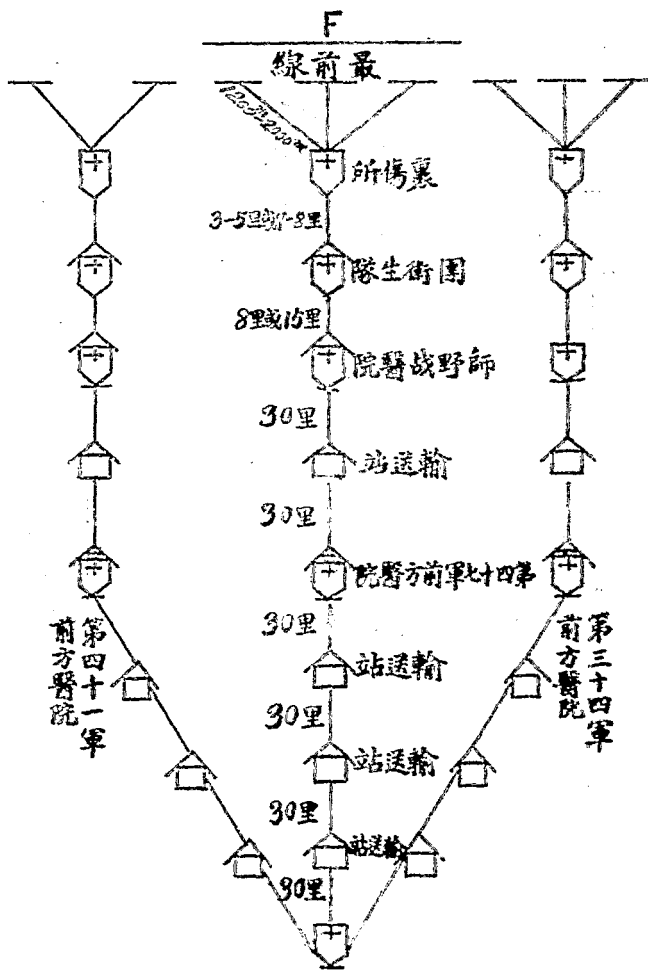 F
最前線
裹傷所
團衛生隊
8里或15里
師野战醫院
30里
輸送站
30里
第四十七軍前方醫院
30里
輸送站
30里
輸送站
30里
輸送站
30里
第四十一軍
前方醫院
第三十四軍
前方醫院